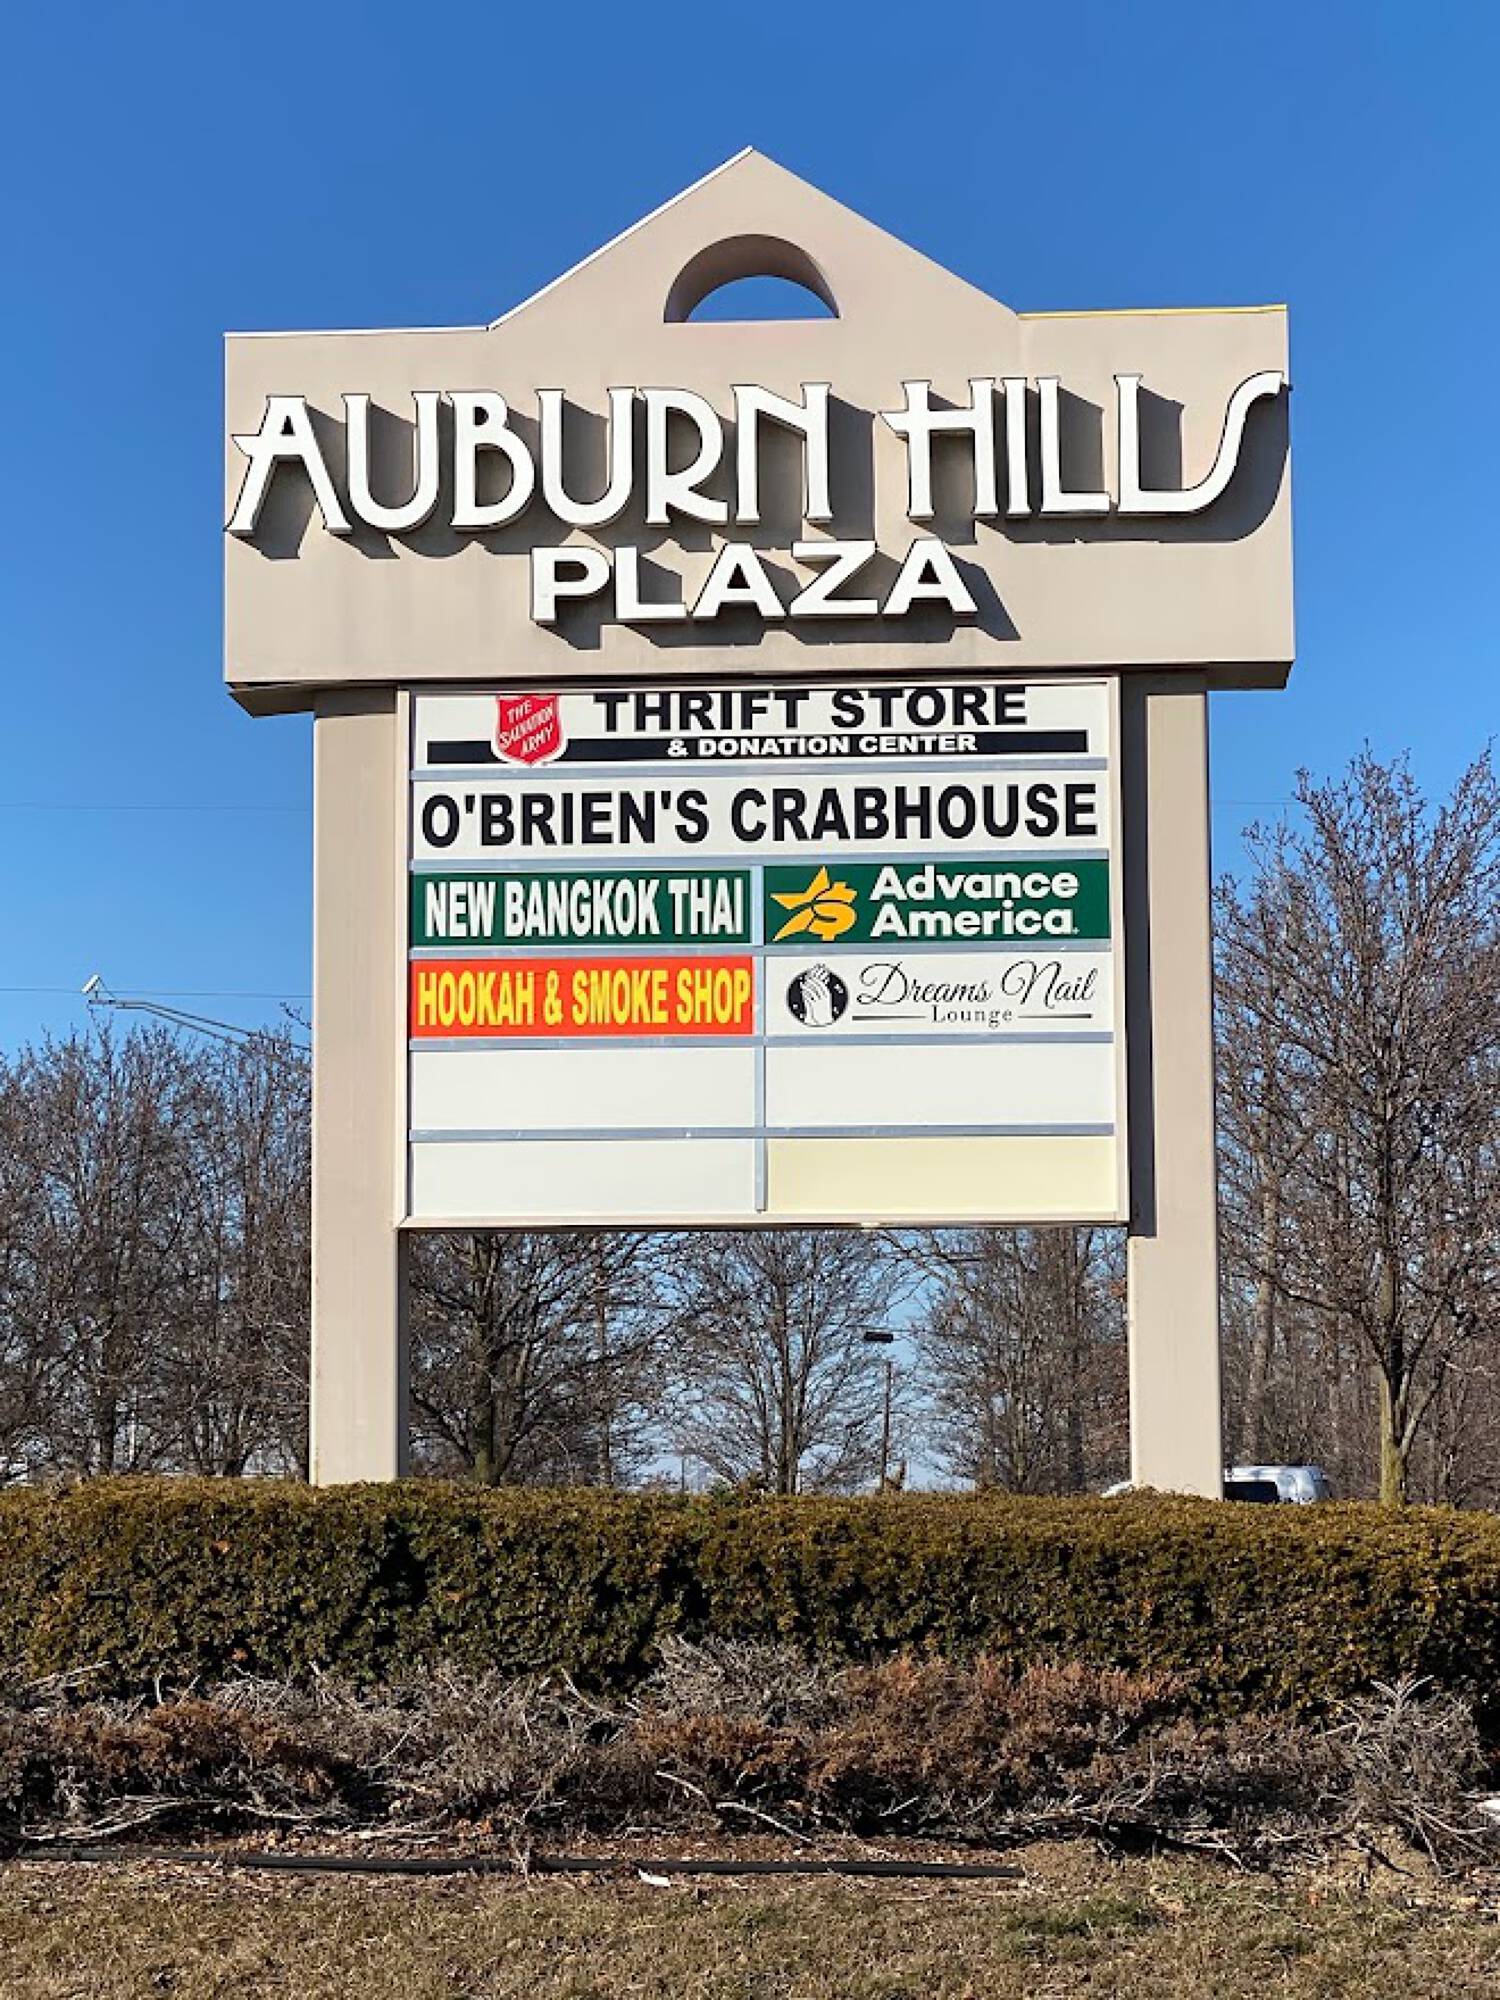 AUBURN HILLS
PLAZA
THE
SALVATION
ARMY
THRIFT STORE
& DONATION CENTER
O'BRIEN'S CRABHOUSE
NEW BANGKOK THAI
Advance
America
HOOKAH & SMOKE SHOP
Dreams Nail
Lounge